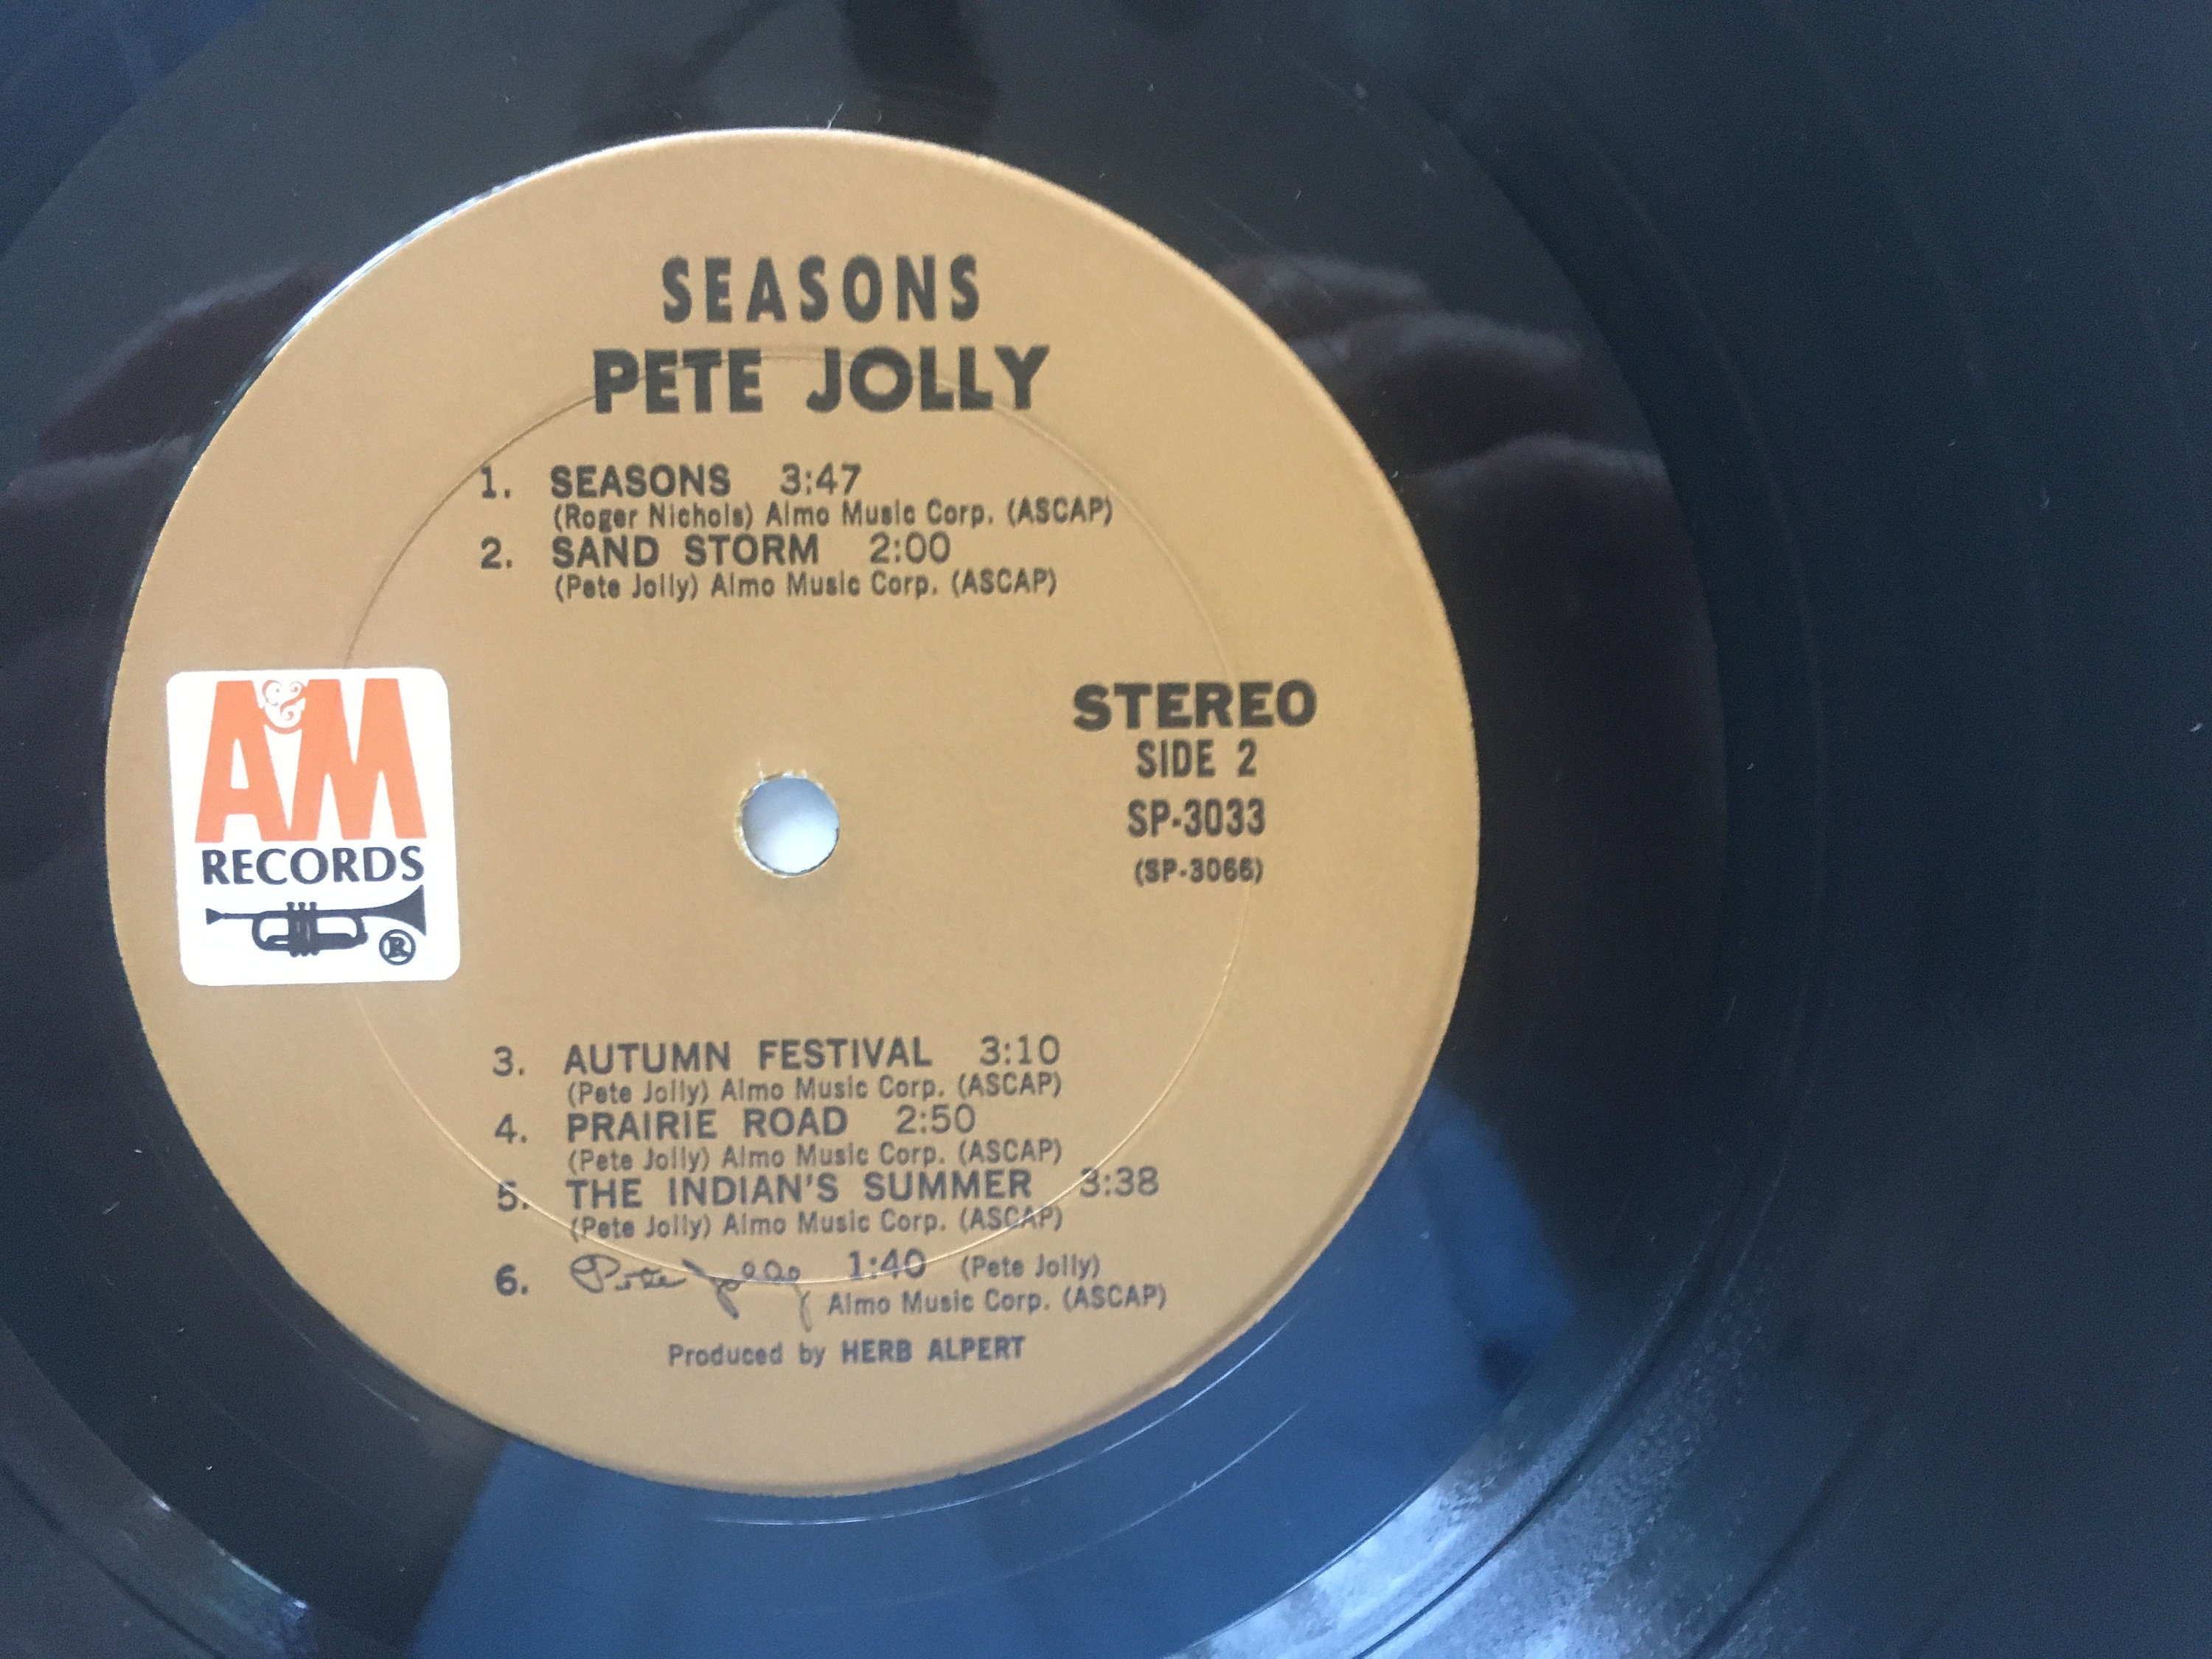 SEASONS
PETE JOLLY
1. SEASONS 3:47
(Roger Nichols) Almo Music Corp. (ASCAP)
2. SAND STORM 2:00
(Pete Jolly) Almo Music Corp. (ASCAP)
A&M
RECORDS
®
STEREO
SIDE 2
SP-3033
(SP-3066)
3. AUTUMN FESTIVAL 3:10
(Pete Jolly) Almo Music Corp. (ASCAP)
4. PRAIRIE ROAD 2:50
(Pete Jolly) Almo Music Corp. (ASCAP)
5. THE INDIAN'S SUMMER 3:38
(Pete Jolly) Almo Music Corp. (ASCAP)
6. Pete Jolly 1:40 (Pete Jolly)
Almo Music Corp. (ASCAP)
Produced by HERB ALPERT